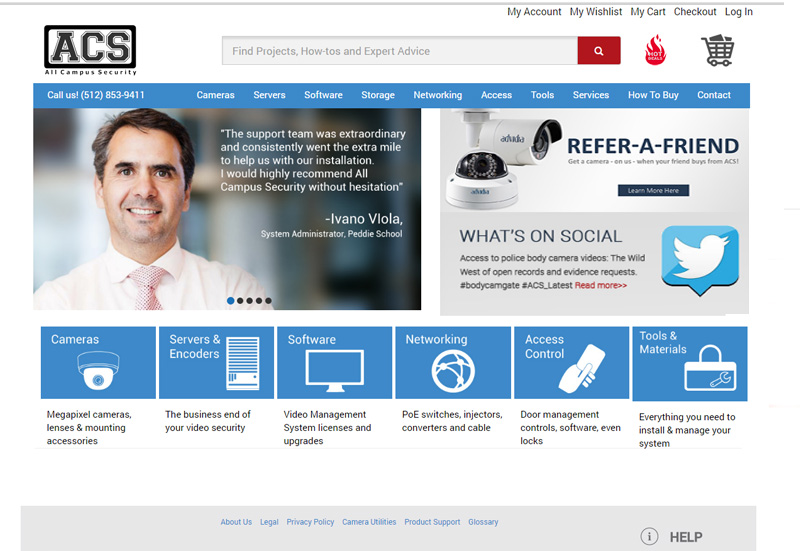 My Account My Wishlist My Cart Checkout Log In
ACS
All Campus Security
Find Projects, How-tos and Expert Advice
HOT
DEALS
Call us! (512) 853-9411 Cameras Servers Software Storage Networking Access Tools Services How To Buy Contact
"The support team was extraordinary
and consistently went the extra mile
to help us with our installation.
I would highly recommend All
Campus Security without hesitation"
-Ivano Vlola,
System Administrator, Peddie School
advidia
advidia
REFER-A-FRIEND
Get a camera - on us - when your friend buys from ACS!
Learn More Here
WHAT'S ON SOCIAL
Access to police body camera videos: The Wild
West of open records and evidence requests.
#bodycamgate #ACS_Latest Read more>>
Cameras
Megapixel cameras,
lenses & mounting
accessories
Servers &
Encoders
The business end of
your video security
Software
Video Management
System licenses and
upgrades
Networking
PoE switches, injectors,
converters and cable
Access
Control
Door management
controls, software, even
locks
Tools &
Materials
Everything you need to
install & manage your
system
About Us Legal Privacy Policy Camera Utilities Product Support Glossary
i HELP